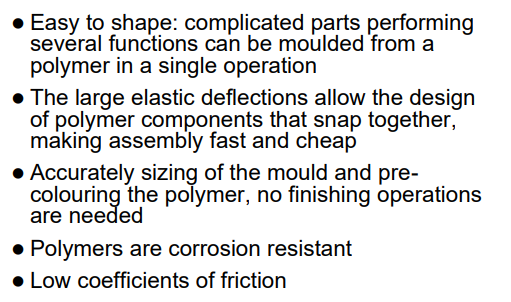 ● Easy to shape: complicated parts performing
several functions can be moulded from a
polymer in a single operation
● The large elastic deflections allow the design
of polymer components that snap together,
making assembly fast and cheap
● Accurately sizing of the mould and pre-
colouring the polymer, no finishing operations
are needed
● Polymers are corrosion resistant
● Low coefficients of friction